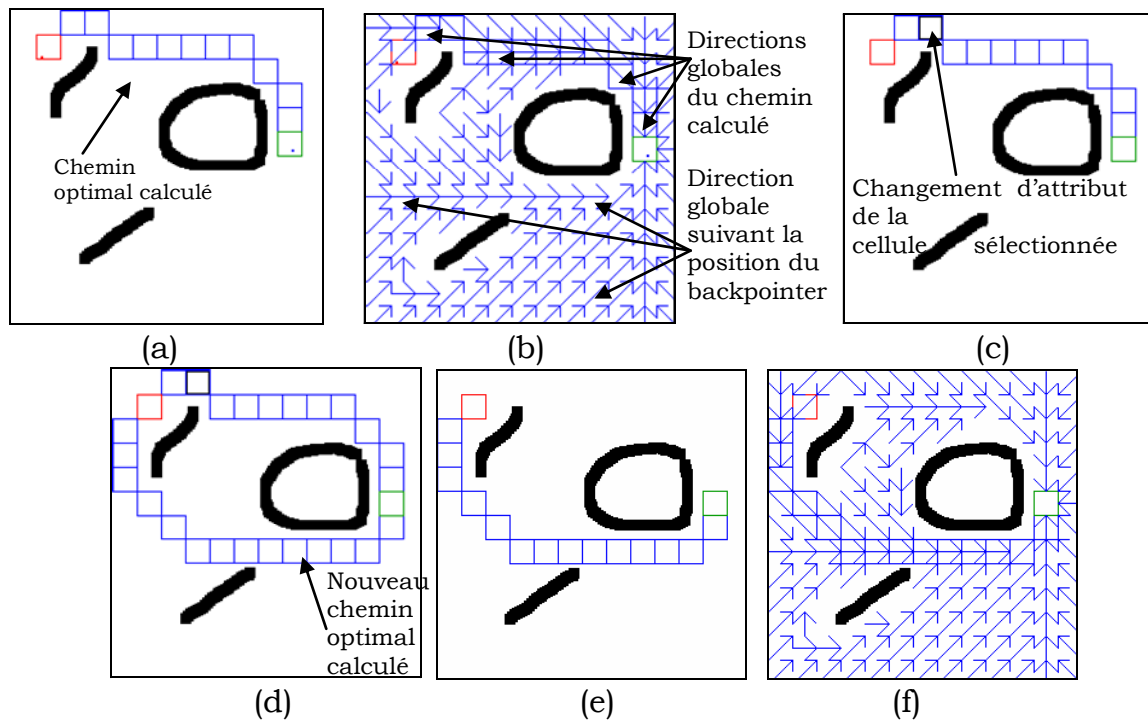 Chemin
optimal calculé
(a)
Directions
globales
du chemin
calculé
Direction
globale
suivant la
position du
backpointer
(b)
Changement d'attribut
de la
cellule sélectionnée
(c)
Nouveau
chemin
optimal
calculé
(d)
(e)
(f)